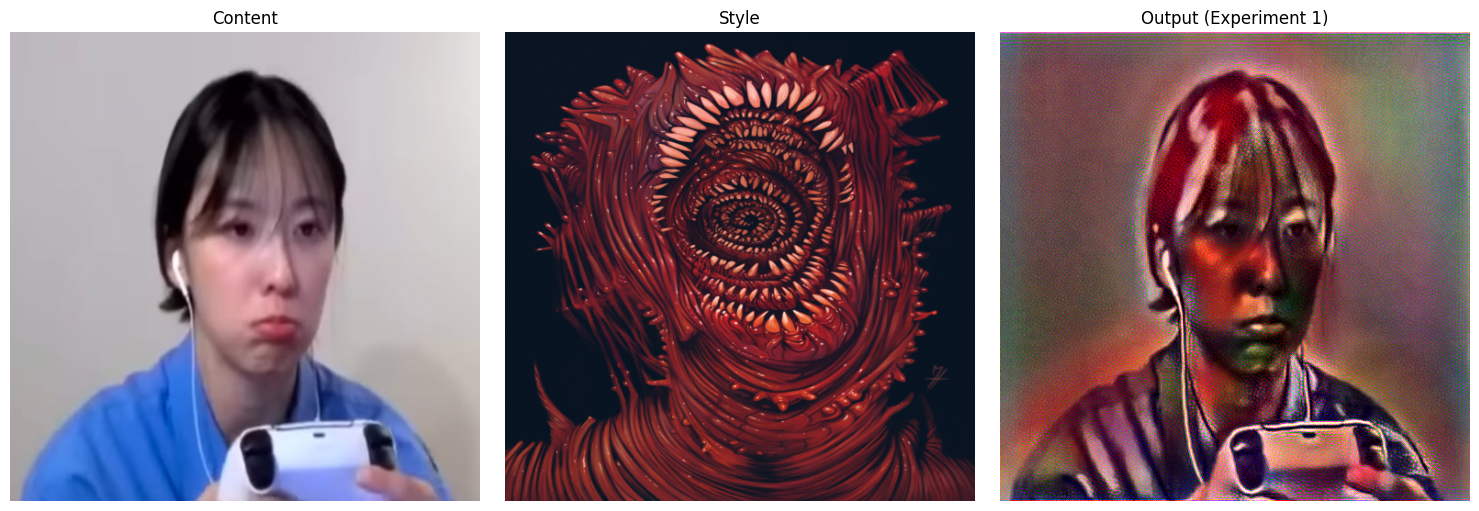 Content
Style
Output (Experiment 1)